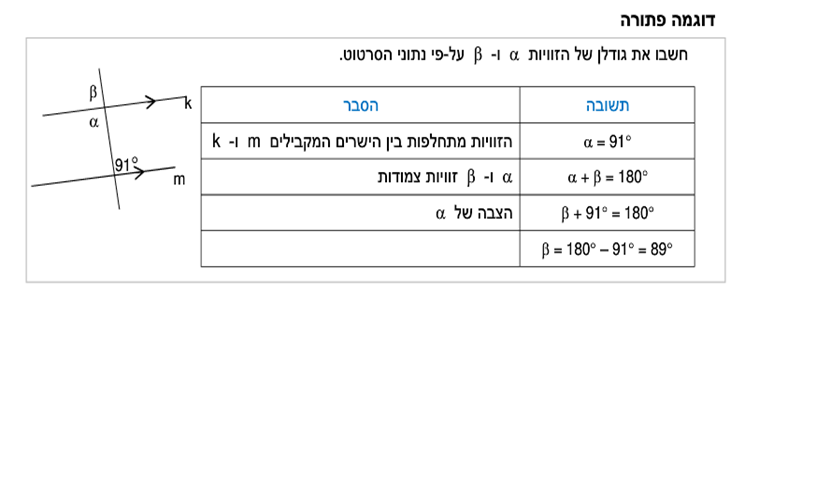 דוגמה פתורה
חשבו את גודלן של הזוויות α ו- β על-פי נתוני הסרטוט.
תשובה הסבר
α = 91° הזוויות מתחלפות בין הישרים המקבילים m ו- k
α + β = 180° α ו- β זוויות צמודות
β + 91° = 180° הצבה של α
β = 180° – 91° = 89°
β
k
α
91°
m